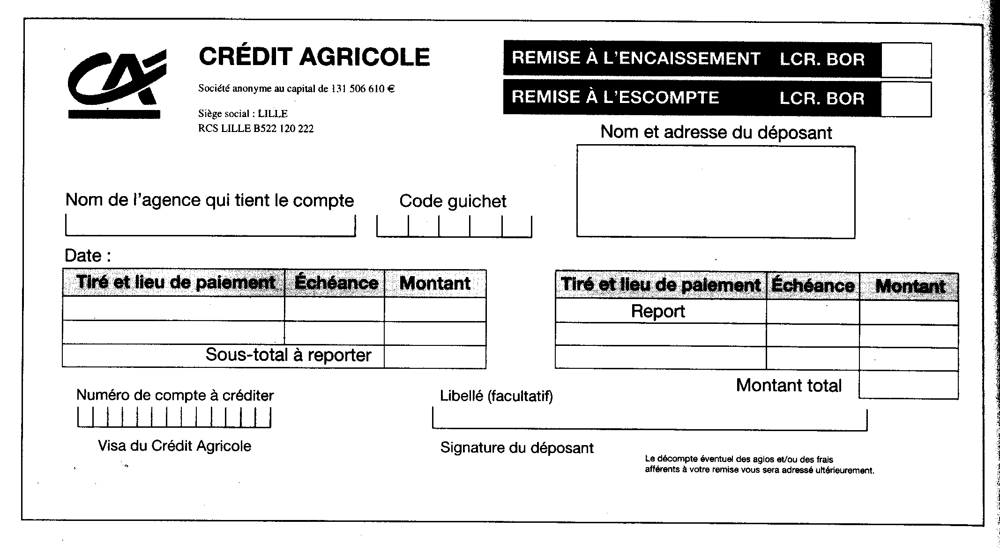 CA
CRÉDIT AGRICOLE
Société anonyme au capital de 131 506 610 €
Siège social : LILLE
RCS LILLE B522 120 222
REMISE À L'ENCAISSEMENT LCR. BOR
REMISE À L'ESCOMPTE LCR. BOR
Nom et adresse du déposant
Nom de l'agence qui tient le compte
Code guichet
Date :
Tiré et lieu de paiement Échéance Montant
Sous-total à reporter
Tiré et lieu de paiement Échéance Montant
Report
Montant total
Numéro de compte à créditer
Libellé (facultatif)
Visa du Crédit Agricole
Signature du déposant
Le décompte éventuel des agios et/ou des frais
afférents à votre remise vous sera adressé ultérieurement.